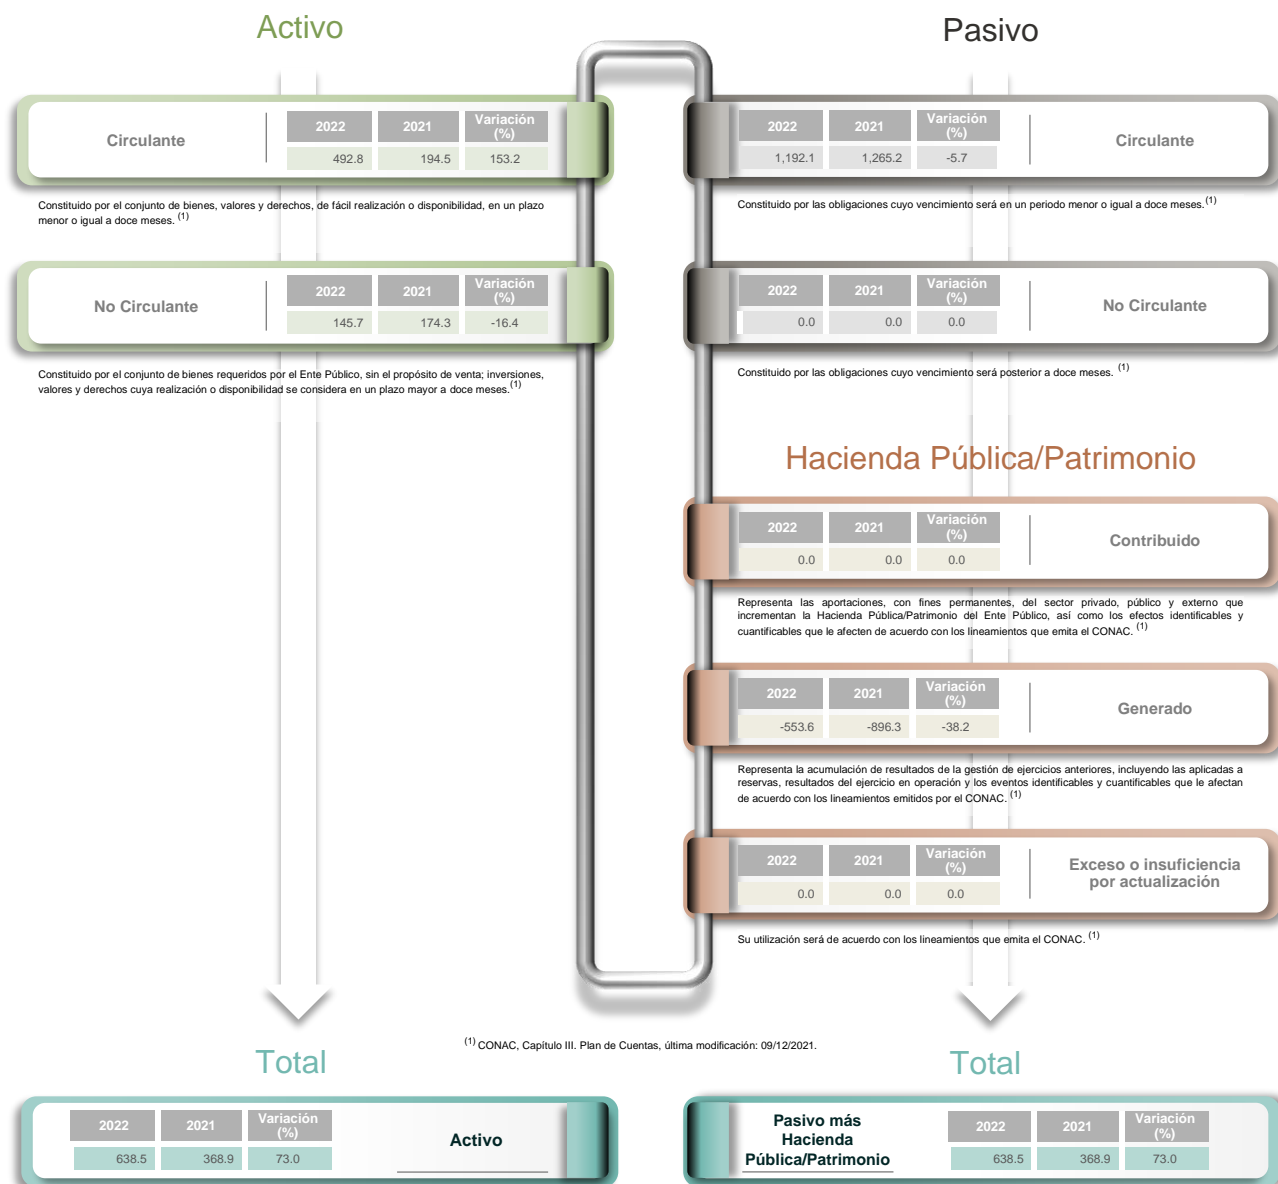 Activo
Circulante
2022 2021 Variación (%)
492.8 194.5 153.2
Constituido por el conjunto de bienes, valores y derechos, de fácil realización o disponibilidad, en un plazo
menor o igual a doce meses. (1)
No Circulante
2022 2021 Variación (%)
145.7 174.3 -16.4
Constituido por el conjunto de bienes requeridos por el Ente Público, sin el propósito de venta; inversiones,
valores y derechos cuya realización o disponibilidad se considera en un plazo mayor a doce meses.(1)
Pasivo
2022 2021 Variación (%)
1,192.1 1,265.2 -5.7
Circulante
Constituido por las obligaciones cuyo vencimiento será en un periodo menor o igual a doce meses.(1)
2022 2021 Variación (%)
0.0 0.0 0.0
No Circulante
Constituido por las obligaciones cuyo vencimiento será posterior a doce meses. (1)
Hacienda Pública/Patrimonio
2022 2021 Variación (%)
0.0 0.0 0.0
Contribuido
Representa las aportaciones, con fines permanentes, del sector privado, público y externo que
incrementan la Hacienda Pública/Patrimonio del Ente Público, así como los efectos identificables y
cuantificables que le afecten de acuerdo con los lineamientos que emita el CONAC. (1)
2022 2021 Variación (%)
-553.6 -896.3 -38.2
Generado
Representa la acumulación de resultados de la gestión de ejercicios anteriores, incluyendo las aplicadas a
reservas, resultados del ejercicio en operación y los eventos identificables y cuantificables que le afectan
de acuerdo con los lineamientos emitidos por el CONAC. (1)
2022 2021 Variación (%)
0.0 0.0 0.0
Exceso o insuficiencia
por actualización
Su utilización será de acuerdo con los lineamientos que emita el CONAC. (1)
(1) CONAC, Capítulo III. Plan de Cuentas, última modificación: 09/12/2021.
Total
2022 2021 Variación (%)
638.5 368.9 73.0
Activo
Total
Pasivo más
Hacienda
Pública/Patrimonio
2022 2021 Variación (%)
638.5 368.9 73.0